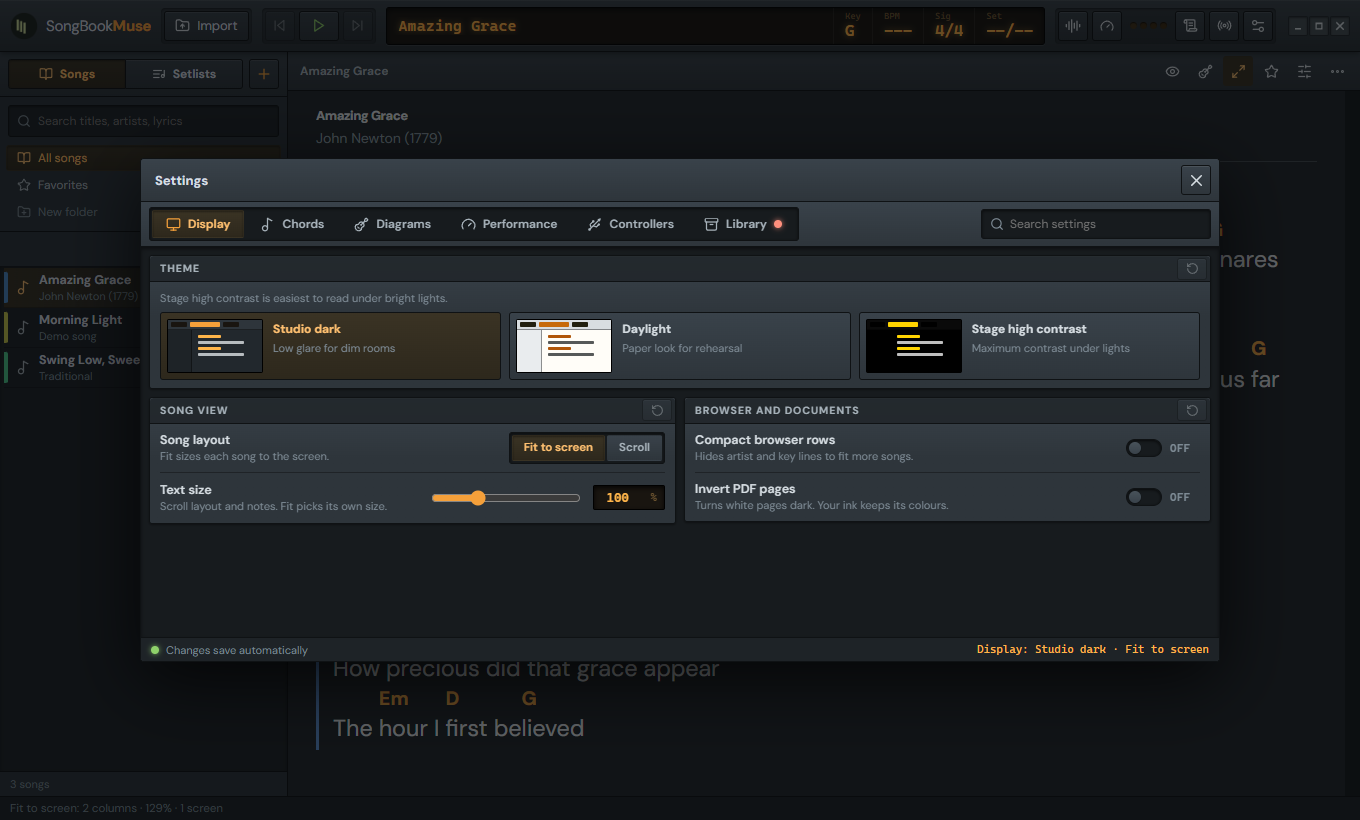 SongBookMuse
Import
Amazing Grace
Key
G
BPM
---
Sig
4/4
Set
--/--
Songs
Setlists
Amazing Grace
Search titles, artists, lyrics
All songs
Favorites
New folder
Amazing Grace
John Newton (1779)
Settings
Display
Chords
Diagrams
Performance
Controllers
Library
Search settings
THEME
Stage high contrast is easiest to read under bright lights.
Studio dark
Low glare for dim rooms
Daylight
Paper look for rehearsal
Stage high contrast
Maximum contrast under lights
SONG VIEW
Song layout
Fit sizes each song to the screen.
Fit to screen
Scroll
Text size
Scroll layout and notes. Fit picks its own size.
100 %
BROWSER AND DOCUMENTS
Compact browser rows
Hides artist and key lines to fit more songs.
OFF
Invert PDF pages
Turns white pages dark. Your ink keeps its colours.
OFF
Changes save automatically
Display: Studio dark · Fit to screen
Amazing Grace
John Newton (1779)
Morning Light
Demo song
Swing Low, Swee
Traditional
nares
G
us far
How precious did that grace appear
Em D G
The hour I first believed
3 songs
Fit to screen: 2 columns · 129% · 1 screen